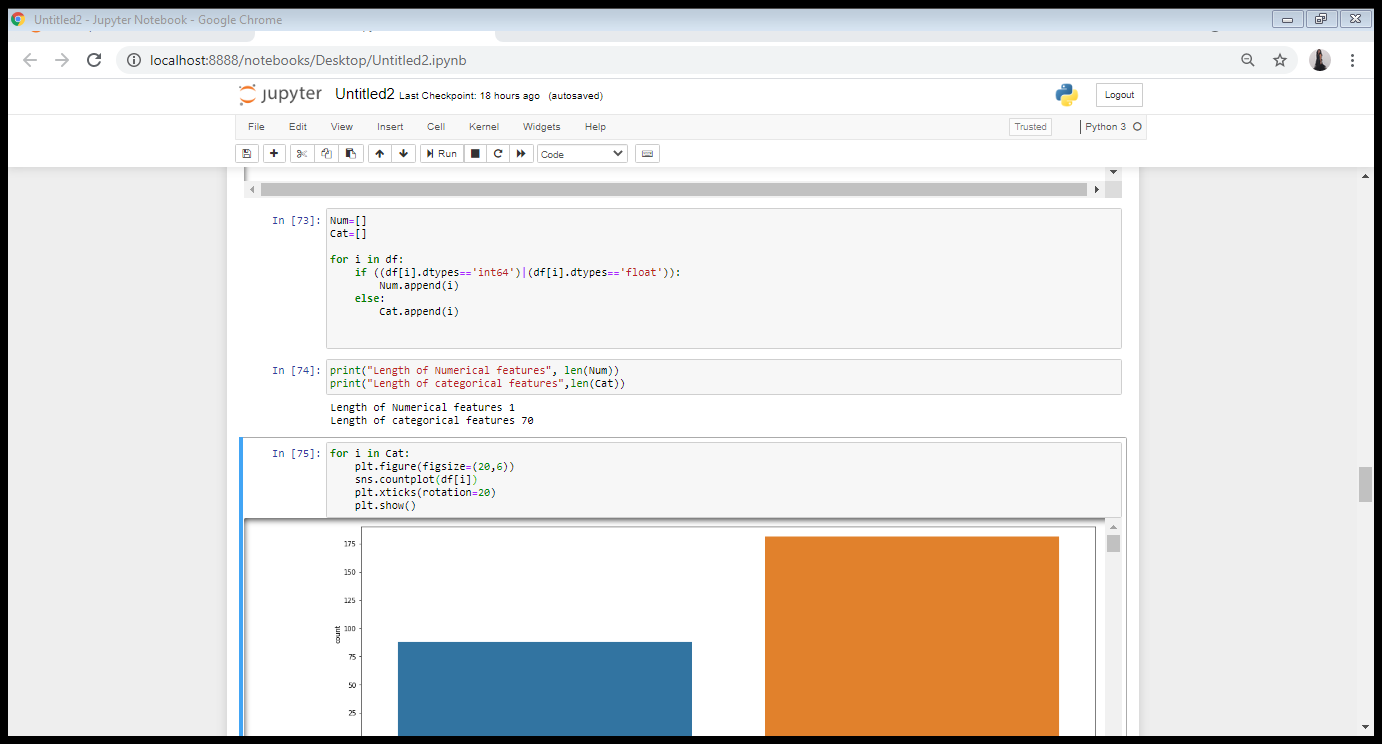 Untitled2 - Jupyter Notebook - Google Chrome
localhost:8888/notebooks/Desktop/Untitled2.ipynb
jupyter Untitled2 Last Checkpoint: 18 hours ago (autosaved)
Logout
File Edit View Insert Cell Kernel Widgets Help
Trusted Python 3
Run Code
In [73]: Num=[]
Cat=[]
for i in df:
if ((df[i].dtypes=='int64')|(df[i].dtypes=='float')):
Num.append(i)
else:
Cat.append(i)
In [74]: print("Length of Numerical features", len(Num))
print("Length of categorical features",len(Cat))
Length of Numerical features 1
Length of categorical features 70
In [75]: for i in Cat:
plt.figure(figsize=(20,6))
sns.countplot(df[i])
plt.xticks(rotation=20)
plt.show()
175
150
125
100
count
75
50
25